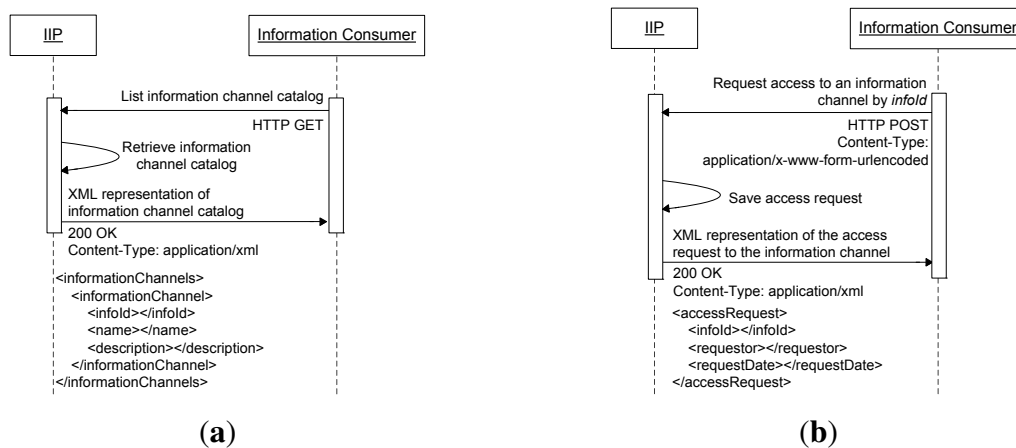 IIP
Information Consumer
List information channel catalog
HTTP GET
Retrieve information
channel catalog
XML representation of
information channel catalog
200 OK
Content-Type: application/xml
<informationChannels>
<informationChannel>
<infoId></infoId>
<name></name>
<description></description>
</informationChannel>
</informationChannels>
(a)
IIP
Information Consumer
Request access to an information
channel by infoId
HTTP POST
Content-Type:
application/x-www-form-urlencoded
Save access request
XML representation of the access
request to the information channel
200 OK
Content-Type: application/xml
<accessRequest>
<infoId></infoId>
<requestor></requestor>
<requestDate></requestDate>
</accessRequest>
(b)